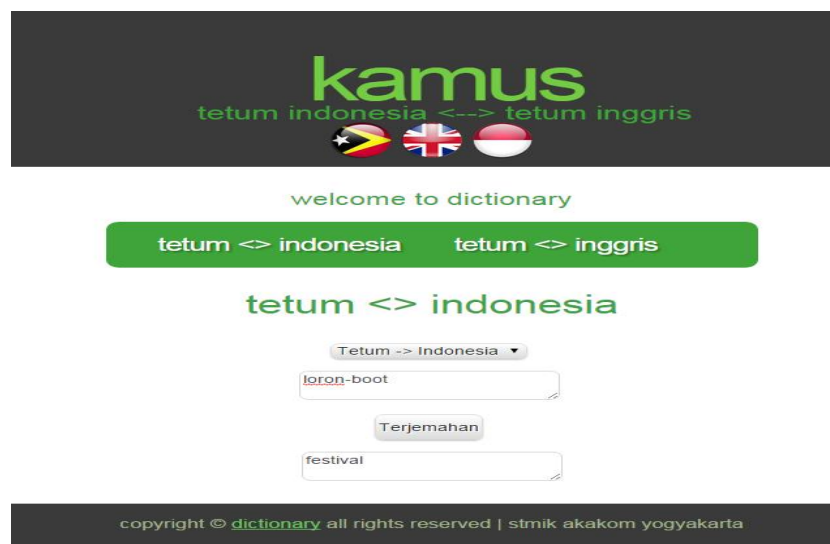 kamus
tetum indonesia <--> tetum inggris
welcome to dictionary
tetum <> indonesia tetum <> inggris
tetum <> indonesia
Tetum -> Indonesia ▼
loron-boot
Terjemahan
festival
copyright © dictionary all rights reserved | stmik akakom yogyakarta